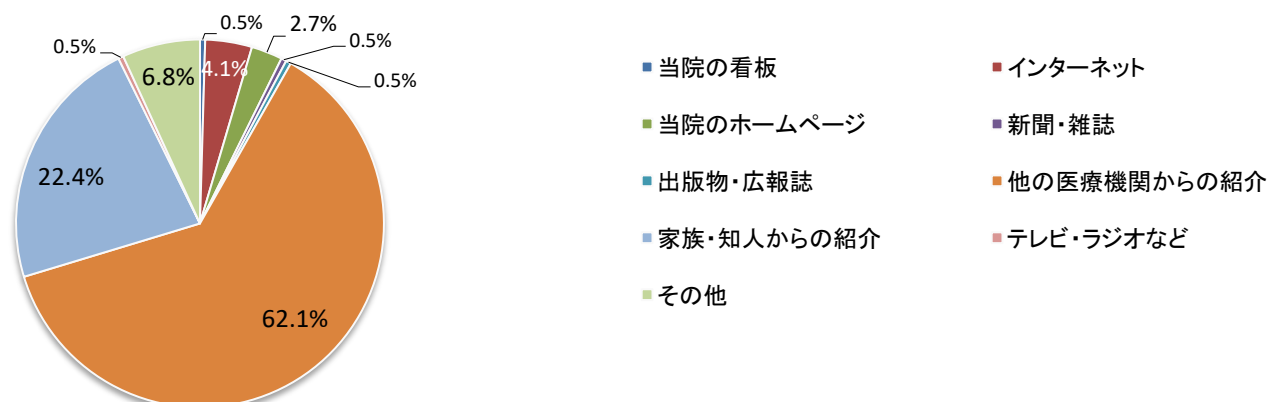 0.5%
2.7%
0.5%
0.5%
4.1%
0.5%
6.8%
22.4%
62.1%
当院の看板
インターネット
当院のホームページ
新聞・雑誌
出版物・広報誌
他の医療機関からの紹介
家族・知人からの紹介
テレビ・ラジオなど
その他